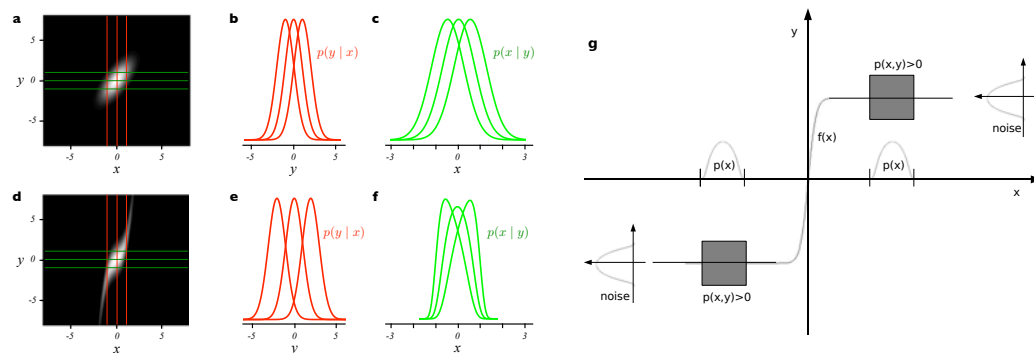 a
5
y 0
-5
-5 0 5
x
b
p(y | x)
-5 0 5
y
c
p(x | y)
-3 0 3
x
d
5
y 0
-5
-5 0 5
x
e
p(y | x)
-5 0 5
y
f
p(x | y)
-3 0 3
x
g
y
p(x,y)>0
noise
f(x)
p(x)
p(x)
x
noise
p(x,y)>0